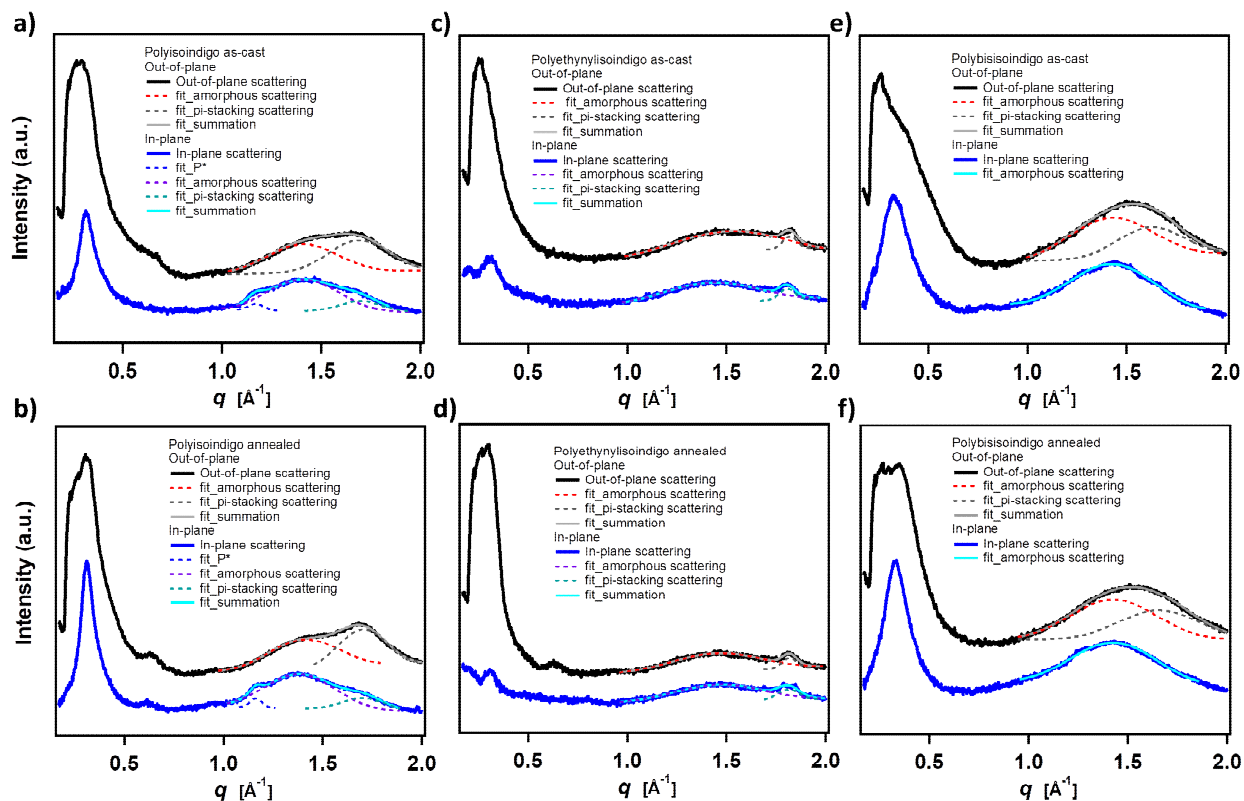 a)
Intensity (a.u.)
Polyisoindigo as-cast
Out-of-plane
Out-of-plane scattering
fit_amorphous scattering
fit_pi-stacking scattering
fit_summation
In-plane
In-plane scattering
fit_P*
fit_amorphous scattering
fit_pi-stacking scattering
fit_summation
0.5 1.0 1.5 2.0
q [Å-1]
c)
Polyethynylisoindigo as-cast
Out-of-plane
Out-of-plane scattering
fit_amorphous scattering
fit_pi-stacking scattering
fit_summation
In-plane
In-plane scattering
fit_amorphous scattering
fit_pi-stacking scattering
fit_summation
0.5 1.0 1.5 2.0
q [Å-1]
e)
Polybisisoindigo as-cast
Out-of-plane
Out-of-plane scattering
fit_amorphous scattering
fit_pi-stacking scattering
fit_summation
In-plane
In-plane scattering
fit_amorphous scattering
0.5 1.0 1.5 2.0
q [Å-1]
b)
Intensity (a.u.)
Polyisoindigo annealed
Out-of-plane
Out-of-plane scattering
fit_amorphous scattering
fit_pi-stacking scattering
fit_summation
In-plane
In-plane scattering
fit_P*
fit_amorphous scattering
fit_pi-stacking scattering
fit_summation
0.5 1.0 1.5 2.0
q [Å-1]
d)
Polyethynylisoindigo annealed
Out-of-plane
Out-of-plane scattering
fit_amorphous scattering
fit_pi-stacking scattering
fit_summation
In-plane
In-plane scattering
fit_amorphous scattering
fit_pi-stacking scattering
fit_summation
0.5 1.0 1.5 2.0
q [Å-1]
f)
Polybisisoindigo annealed
Out-of-plane
Out-of-plane scattering
fit_amorphous scattering
fit_pi-stacking scattering
fit_summation
In-plane
In-plane scattering
fit_amorphous scattering
0.5 1.0 1.5 2.0
q [Å-1]